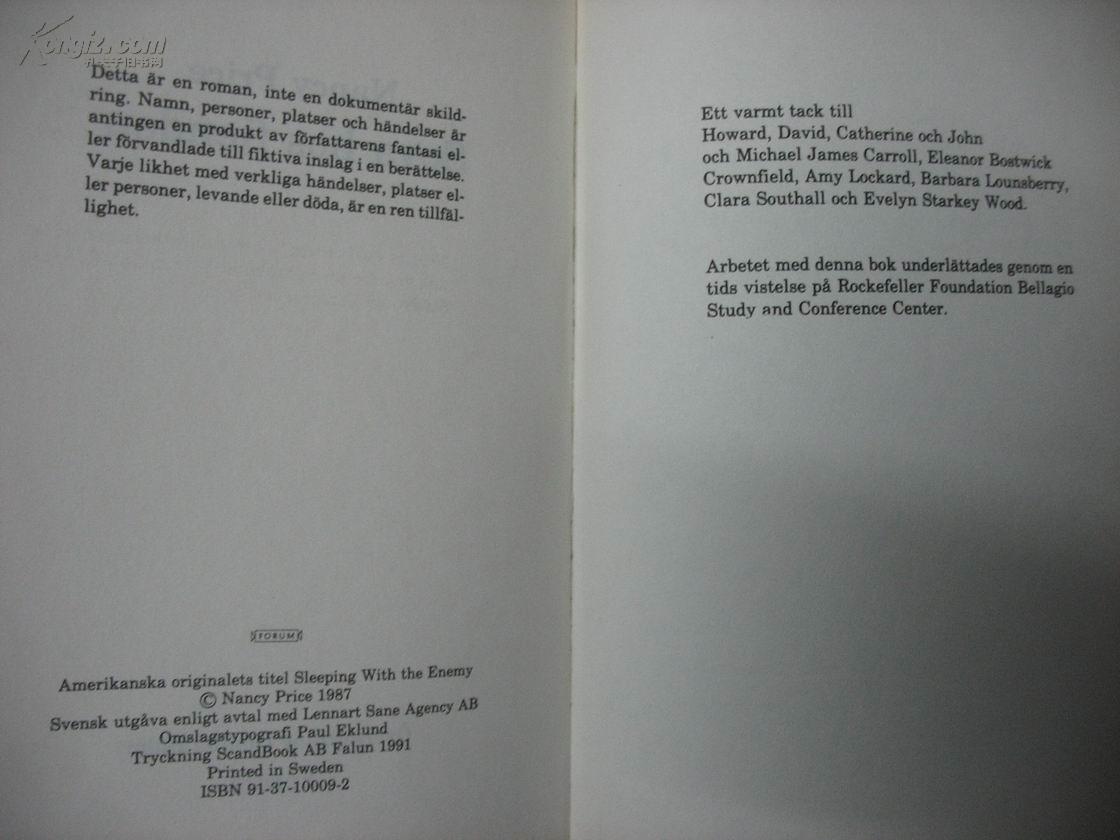 Kongfz.com
孔夫子旧书网
Detta är en roman, inte en dokumentär skild-
ring. Namn, personer, platser och händelser är
antingen en produkt av författarens fantasi el-
ler förvandlade till fiktiva inslag i en berättelse.
Varje likhet med verkliga händelser, platser el-
ler personer, levande eller döda, är en ren tillfäl-
lighet.
FORUM
Amerikanska originalets titel Sleeping With the Enemy
© Nancy Price 1987
Svensk utgåva enligt avtal med Lennart Sane Agency AB
Omslagstypografi Paul Eklund
Tryckning ScandBook AB Falun 1991
Printed in Sweden
ISBN 91-37-10009-2
Ett varmt tack till
Howard, David, Catherine och John
och Michael James Carroll, Eleanor Bostwick
Crownfield, Amy Lockard, Barbara Lounsberry,
Clara Southall och Evelyn Starkey Wood.
Arbetet med denna bok underlättades genom en
tids vistelse på Rockefeller Foundation Bellagio
Study and Conference Center.